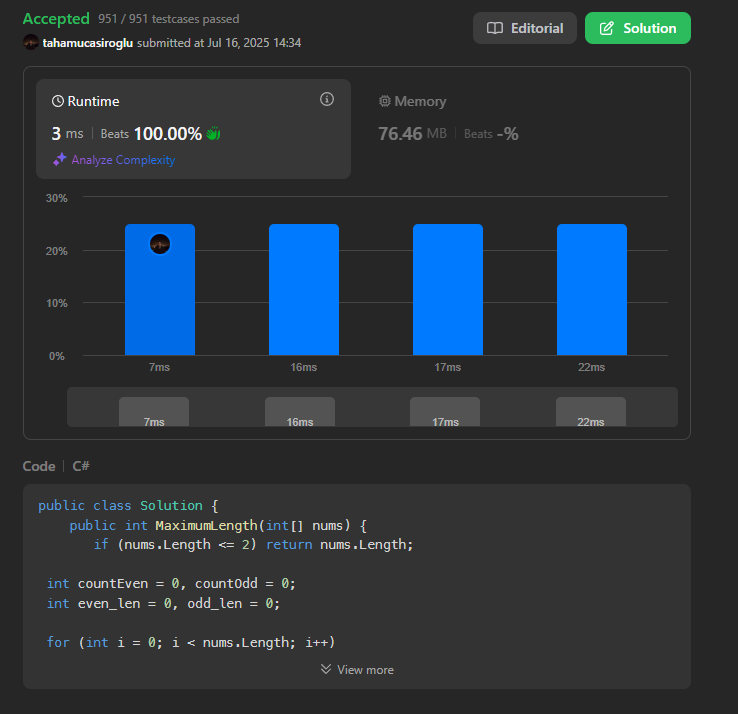 Accepted 951 / 951 testcases passed
tahamucasiroglu submitted at Jul 16, 2025 14:34
Editorial
Solution
Runtime
3 ms | Beats 100.00%
Analyze Complexity
Memory
76.46 MB | Beats -%
30%
20%
10%
0%
7ms 16ms 17ms 22ms
7ms 16ms 17ms 22ms
Code | C#
public class Solution {
    public int MaximumLength(int[] nums) {
       if (nums.Length <= 2) return nums.Length;
 int countEven = 0, countOdd = 0;
 int even_len = 0, odd_len = 0;
 for (int i = 0; i < nums.Length; i++)
View more